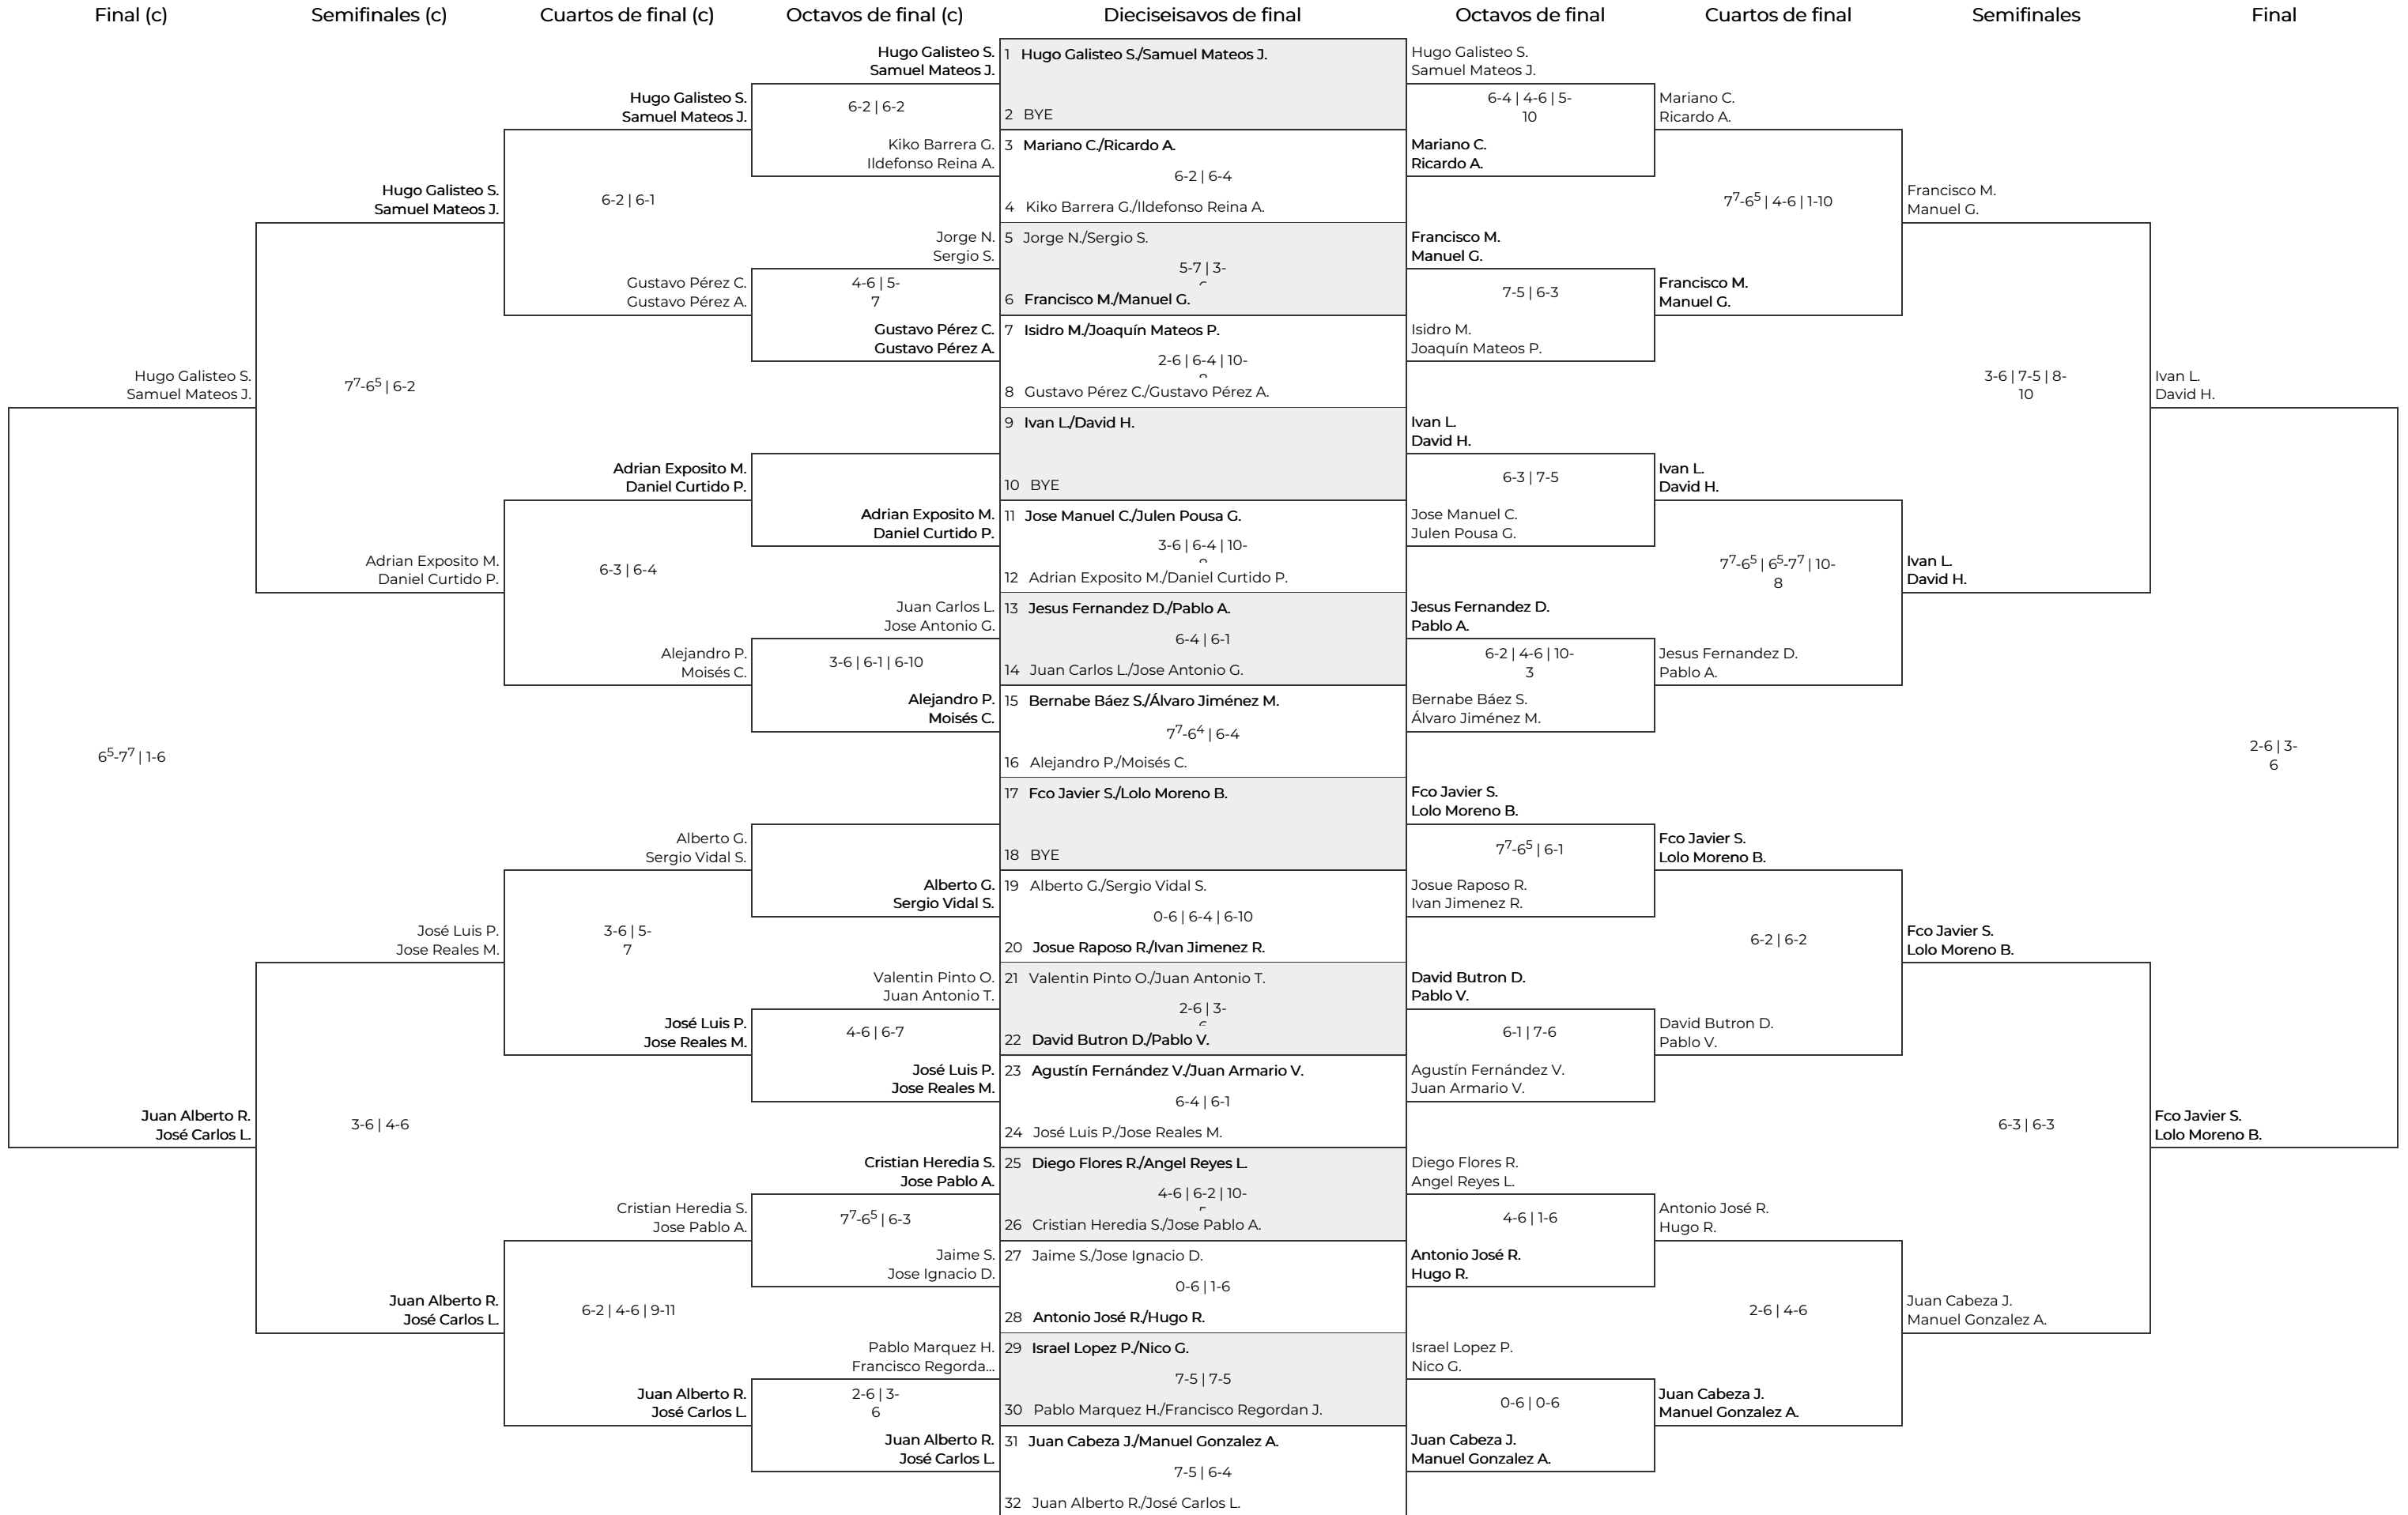 Final (c)
Semifinales (c)
Cuartos de final (c)
Octavos de final (c)
Dieciseisavos de final
Octavos de final
Cuartos de final
Semifinales
Final
Hugo Galisteo S.
Samuel Mateos J.
6⁵-7⁷ | 1-6
Juan Alberto R.
José Carlos L.
Hugo Galisteo S.
Samuel Mateos J.
7⁷-6⁵ | 6-2
Adrian Exposito M.
Daniel Curtido P.
José Luis P.
Jose Reales M.
3-6 | 4-6
Juan Alberto R.
José Carlos L.
Hugo Galisteo S.
Samuel Mateos J.
6-2 | 6-1
Gustavo Pérez C.
Gustavo Pérez A.
Adrian Exposito M.
Daniel Curtido P.
6-3 | 6-4
Alejandro P.
Moisés C.
Alberto G.
Sergio Vidal S.
3-6 | 5-
7
José Luis P.
Jose Reales M.
Cristian Heredia S.
Jose Pablo A.
6-2 | 4-6 | 9-11
Juan Alberto R.
José Carlos L.
Hugo Galisteo S.
Samuel Mateos J.
6-2 | 6-2
Kiko Barrera G.
Ildefonso Reina A.
Jorge N.
Sergio S.
4-6 | 5-
7
Gustavo Pérez C.
Gustavo Pérez A.
Adrian Exposito M.
Daniel Curtido P.
Juan Carlos L.
Jose Antonio G.
3-6 | 6-1 | 6-10
Alejandro P.
Moisés C.
Alberto G.
Sergio Vidal S.
Valentin Pinto O.
Juan Antonio T.
4-6 | 6-7
José Luis P.
Jose Reales M.
Cristian Heredia S.
Jose Pablo A.
7⁷-6⁵ | 6-3
Jaime S.
Jose Ignacio D.
Pablo Marquez H.
Francisco Regorda...
2-6 | 3-
6
Juan Alberto R.
José Carlos L.
1 Hugo Galisteo S./Samuel Mateos J.
2 BYE
3 Mariano C./Ricardo A.
6-2 | 6-4
4 Kiko Barrera G./Ildefonso Reina A.
5 Jorge N./Sergio S.
5-7 | 3-
6 Francisco M./Manuel G.
7 Isidro M./Joaquín Mateos P.
2-6 | 6-4 | 10-
8 Gustavo Pérez C./Gustavo Pérez A.
9 Ivan L./David H.
10 BYE
11 Jose Manuel C./Julen Pousa G.
3-6 | 6-4 | 10-
12 Adrian Exposito M./Daniel Curtido P.
13 Jesus Fernandez D./Pablo A.
6-4 | 6-1
14 Juan Carlos L./Jose Antonio G.
15 Bernabe Báez S./Álvaro Jiménez M.
7⁷-6⁴ | 6-4
16 Alejandro P./Moisés C.
17 Fco Javier S./Lolo Moreno B.
18 BYE
19 Alberto G./Sergio Vidal S.
0-6 | 6-4 | 6-10
20 Josue Raposo R./Ivan Jimenez R.
21 Valentin Pinto O./Juan Antonio T.
2-6 | 3-
22 David Butron D./Pablo V.
23 Agustín Fernández V./Juan Armario V.
6-4 | 6-1
24 José Luis P./Jose Reales M.
25 Diego Flores R./Angel Reyes L.
4-6 | 6-2 | 10-
26 Cristian Heredia S./Jose Pablo A.
27 Jaime S./Jose Ignacio D.
0-6 | 1-6
28 Antonio José R./Hugo R.
29 Israel Lopez P./Nico G.
7-5 | 7-5
30 Pablo Marquez H./Francisco Regordan J.
31 Juan Cabeza J./Manuel Gonzalez A.
7-5 | 6-4
32 Juan Alberto R./José Carlos L.
Hugo Galisteo S.
Samuel Mateos J.
6-4 | 4-6 | 5-
10
Mariano C.
Ricardo A.
Francisco M.
Manuel G.
7-5 | 6-3
Isidro M.
Joaquín Mateos P.
Ivan L.
David H.
6-3 | 7-5
Jose Manuel C.
Julen Pousa G.
Jesus Fernandez D.
Pablo A.
6-2 | 4-6 | 10-
3
Bernabe Báez S.
Álvaro Jiménez M.
Fco Javier S.
Lolo Moreno B.
7⁷-6⁵ | 6-1
Josue Raposo R.
Ivan Jimenez R.
David Butron D.
Pablo V.
6-1 | 7-6
Agustín Fernández V.
Juan Armario V.
Diego Flores R.
Angel Reyes L.
4-6 | 1-6
Antonio José R.
Hugo R.
Israel Lopez P.
Nico G.
0-6 | 0-6
Juan Cabeza J.
Manuel Gonzalez A.
Mariano C.
Ricardo A.
7⁷-6⁵ | 4-6 | 1-10
Francisco M.
Manuel G.
Ivan L.
David H.
7⁷-6⁵ | 6⁵-7⁷ | 10-
8
Jesus Fernandez D.
Pablo A.
Fco Javier S.
Lolo Moreno B.
6-2 | 6-2
David Butron D.
Pablo V.
Antonio José R.
Hugo R.
2-6 | 4-6
Juan Cabeza J.
Manuel Gonzalez A.
Francisco M.
Manuel G.
3-6 | 7-5 | 8-
10
Ivan L.
David H.
Fco Javier S.
Lolo Moreno B.
6-3 | 6-3
Juan Cabeza J.
Manuel Gonzalez A.
Ivan L.
David H.
2-6 | 3-
6
Fco Javier S.
Lolo Moreno B.